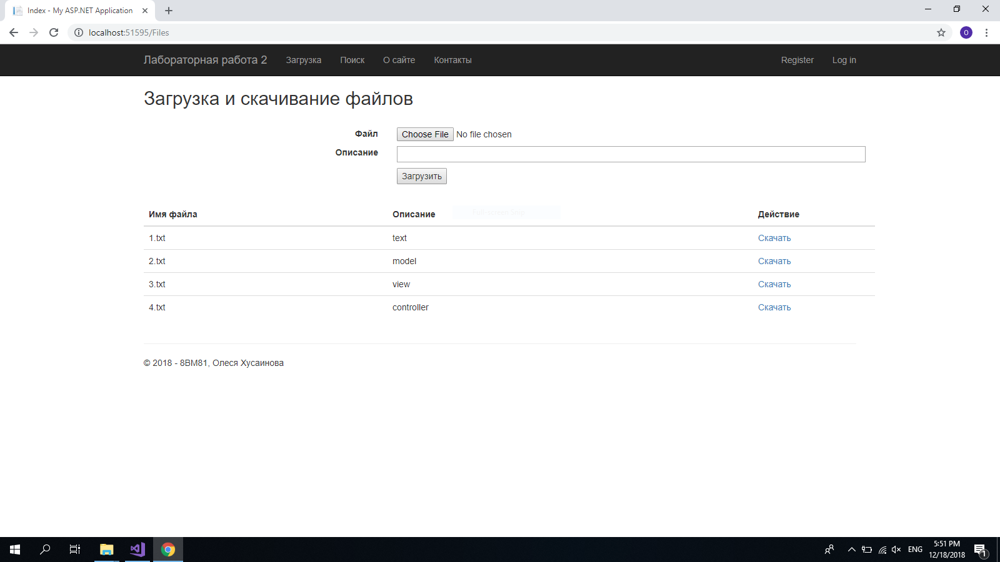 Index - My ASP.NET Application
localhost:51595/Files
O
Лабораторная работа 2 Загрузка Поиск О сайте Контакты Register Log in
Загрузка и скачивание файлов
Файл Choose File No file chosen
Описание
Загрузить
Имя файла Описание Действие
1.txt text Скачать
2.txt model Скачать
3.txt view Скачать
4.txt controller Скачать
© 2018 - 8ВМ81, Олеся Хусаинова
ENG 5:51 PM
12/18/2018
1